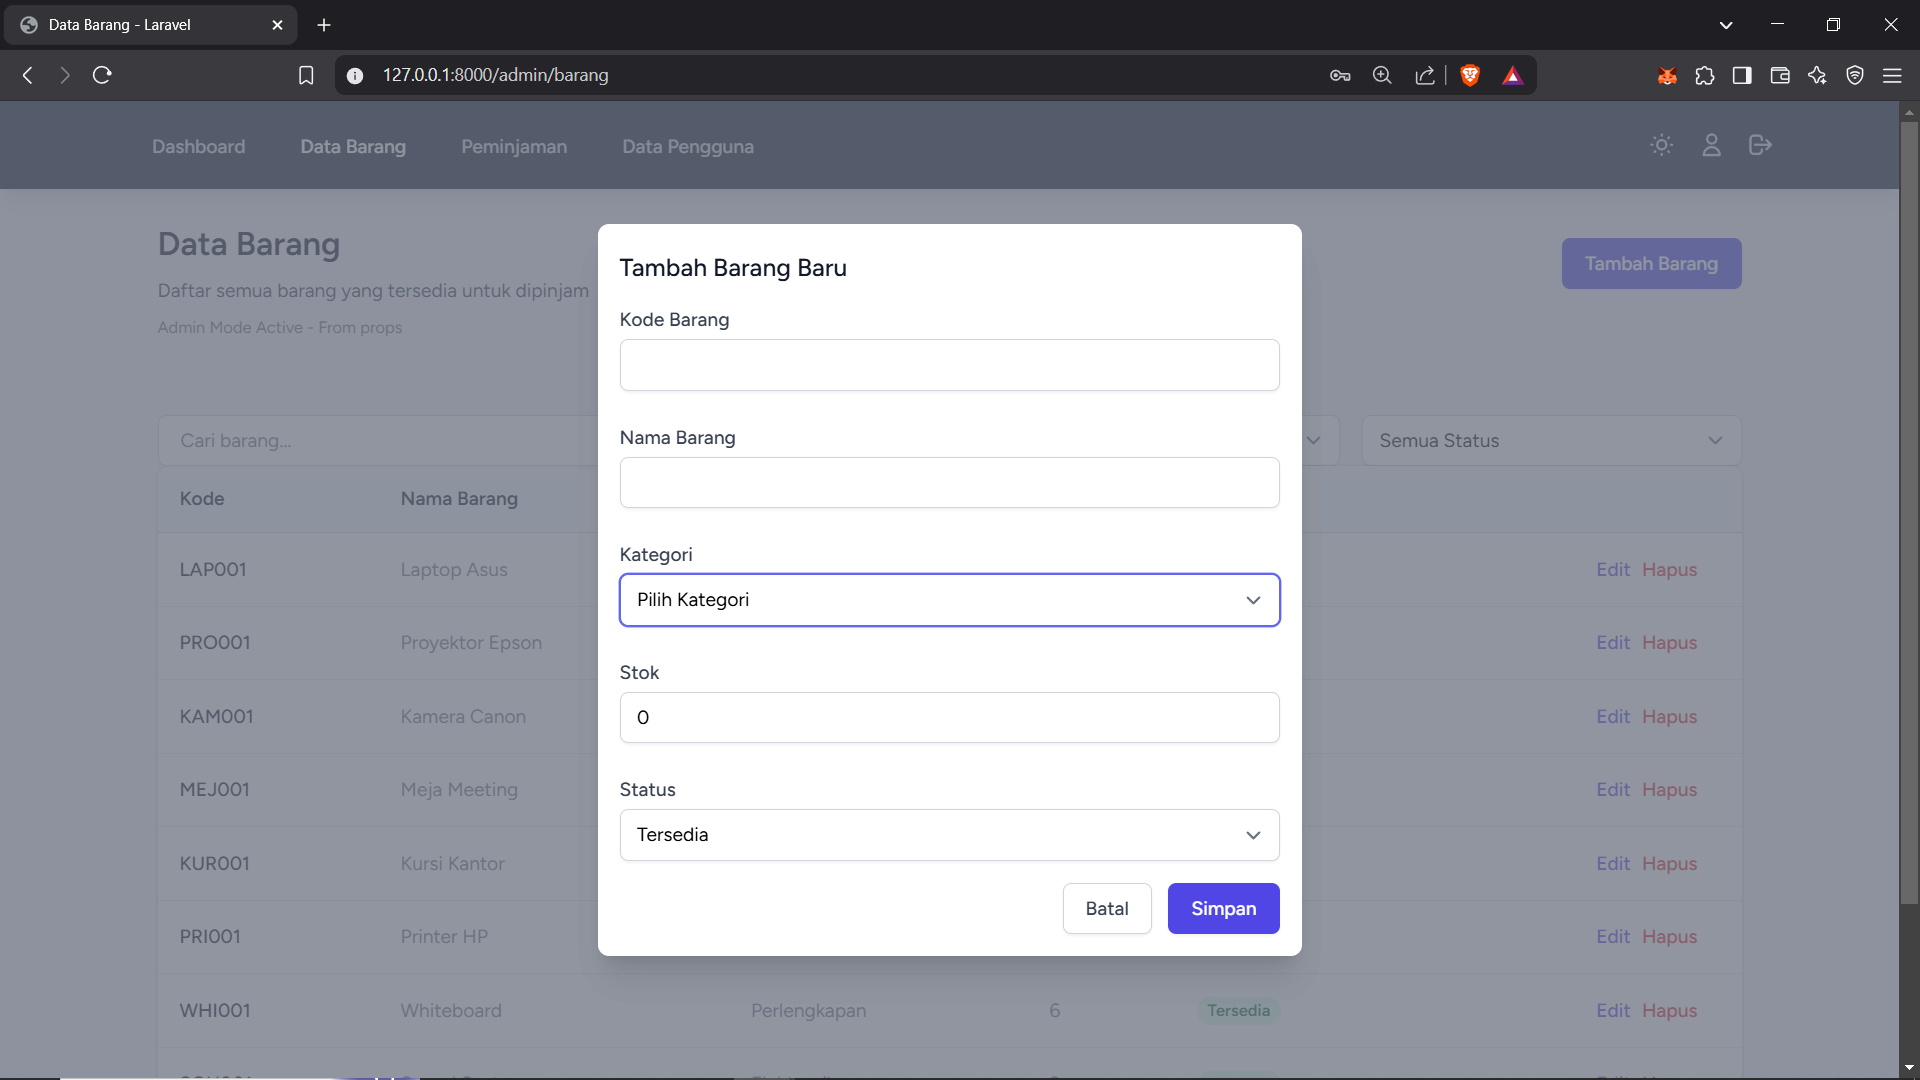 Data Barang - Laravel
127.0.0.1:8000/admin/barang
Dashboard Data Barang Peminjaman Data Pengguna
Data Barang
Tambah Barang
Daftar semua barang yang tersedia untuk dipinjam
Admin Mode Active - From props
Cari barang...
Semua Status
Kode Nama Barang
LAP001 Laptop Asus Edit Hapus
PRO001 Proyektor Epson Edit Hapus
KAM001 Kamera Canon Edit Hapus
MEJ001 Meja Meeting Edit Hapus
KUR001 Kursi Kantor Edit Hapus
PRI001 Printer HP Edit Hapus
WHI001 Whiteboard Perlengkapan 6 Tersedia Edit Hapus
Tambah Barang Baru
Kode Barang
Nama Barang
Kategori
Pilih Kategori
Stok
0
Status
Tersedia
Batal Simpan